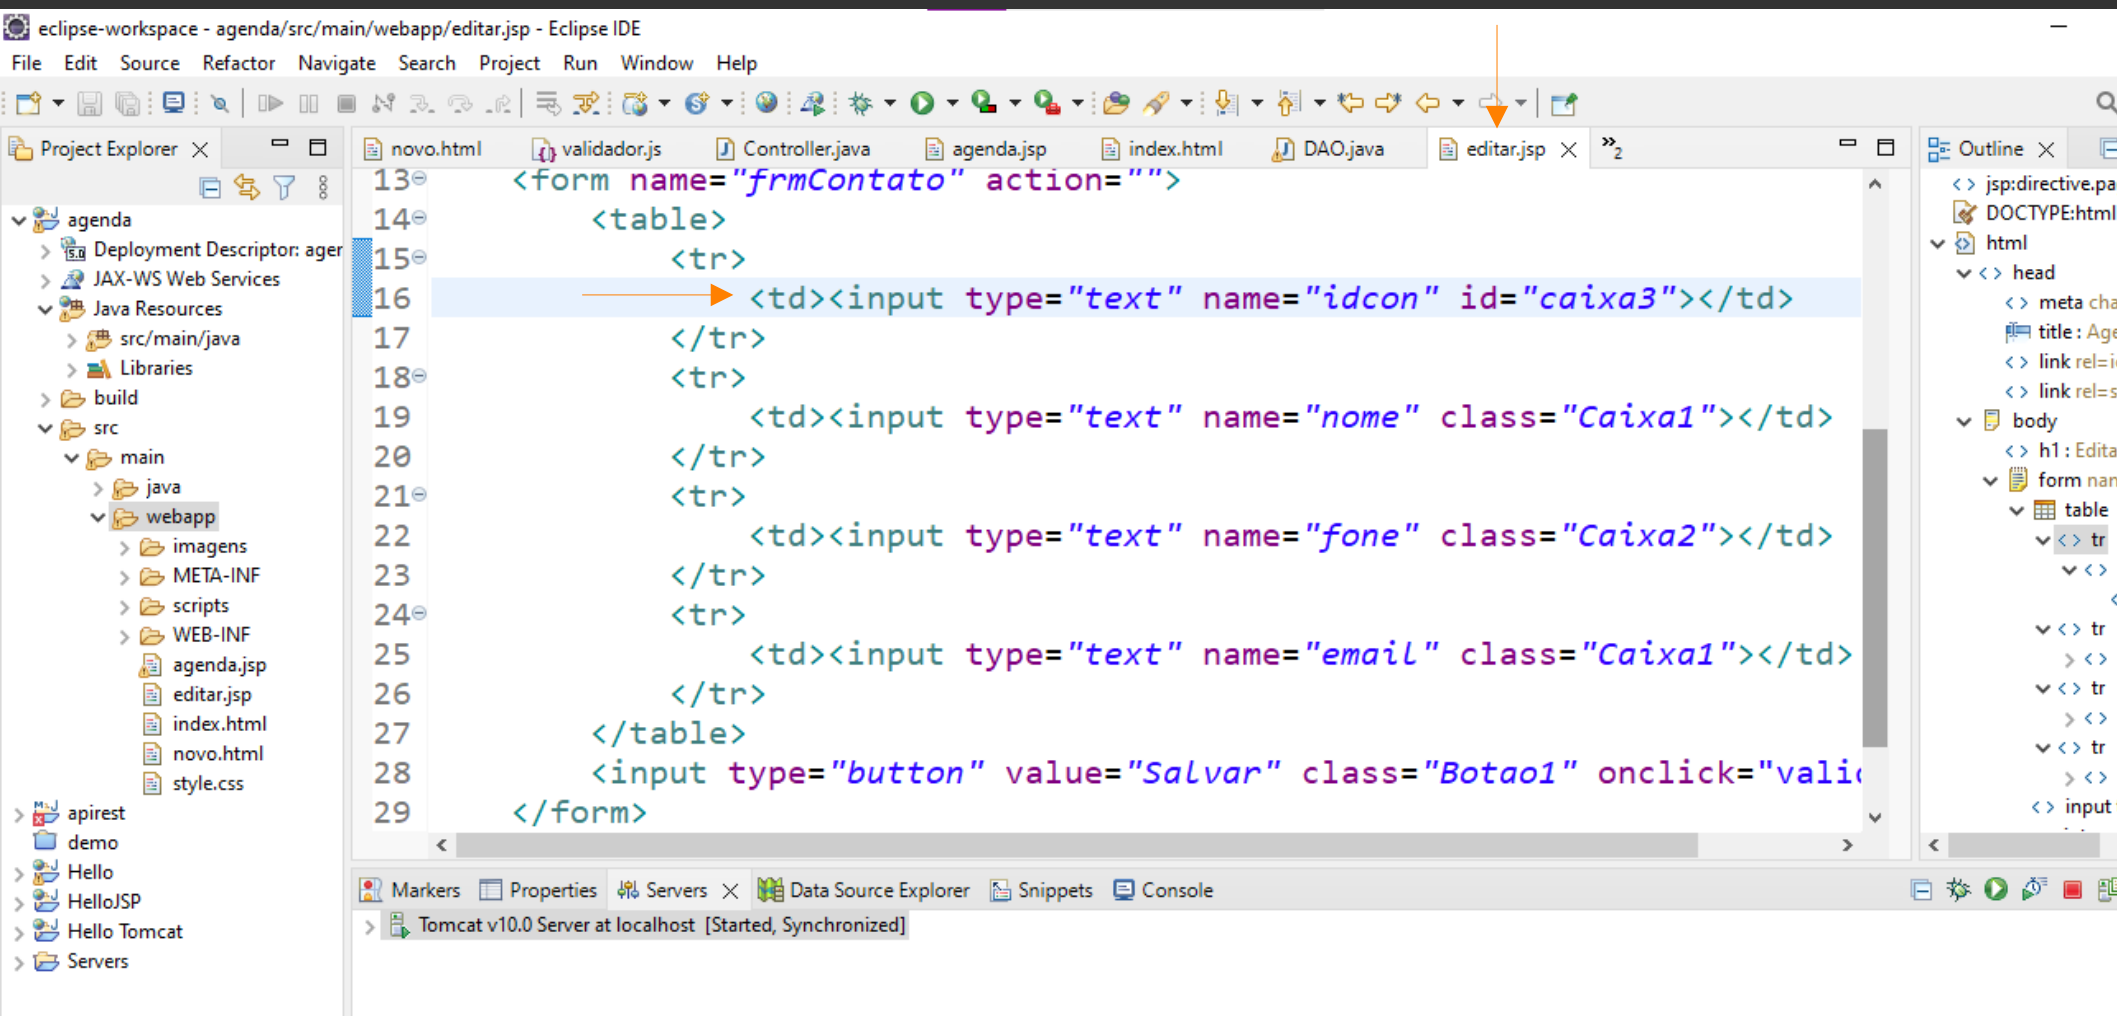 eclipse-workspace - agenda/src/main/webapp/editar.jsp - Eclipse IDE
File Edit Source Refactor Navigate Search Project Run Window Help
Project Explorer
novo.html validador.js Controller.java agenda.jsp index.html DAO.java editar.jsp »2
Outline
agenda
Deployment Descriptor: ager
JAX-WS Web Services
Java Resources
src/main/java
Libraries
build
src
main
java
webapp
imagens
META-INF
scripts
WEB-INF
agenda.jsp
editar.jsp
index.html
novo.html
style.css
apirest
demo
Hello
HelloJSP
Hello Tomcat
Servers
13 <form name="frmContato" action="">
14 <table>
15 <tr>
16 <td><input type="text" name="idcon" id="caixa3"></td>
17 </tr>
18 <tr>
19 <td><input type="text" name="nome" class="Caixa1"></td>
20 </tr>
21 <tr>
22 <td><input type="text" name="fone" class="Caixa2"></td>
23 </tr>
24 <tr>
25 <td><input type="text" name="email" class="Caixa1"></td>
26 </tr>
27 </table>
28 <input type="button" value="Salvar" class="Botao1" onclick="valid
29 </form>
jsp:directive.pa
DOCTYPE:html
html
head
meta cha
title : Age
link rel=i
link rel=s
body
h1 : Edita
form nam
table
tr
tr
tr
tr
input
Markers Properties Servers Data Source Explorer Snippets Console
Tomcat v10.0 Server at localhost [Started, Synchronized]